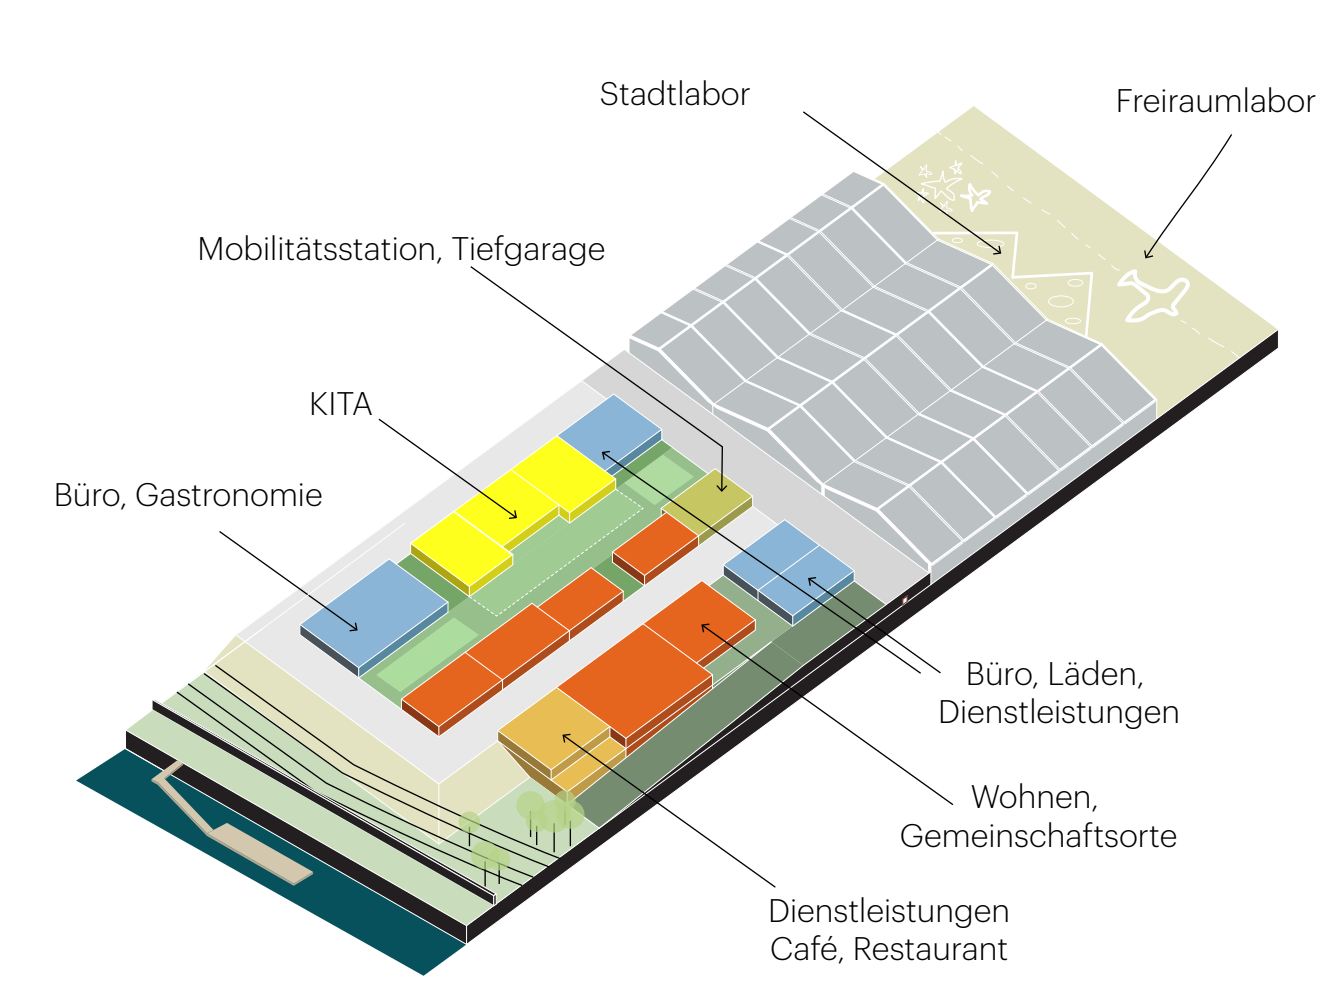 Stadtlabor
Freiraumlabor
Mobilitätsstation, Tiefgarage
KITA
Büro, Gastronomie
Büro, Läden,
Dienstleistungen
Wohnen,
Gemeinschaftsorte
Dienstleistungen
Café, Restaurant